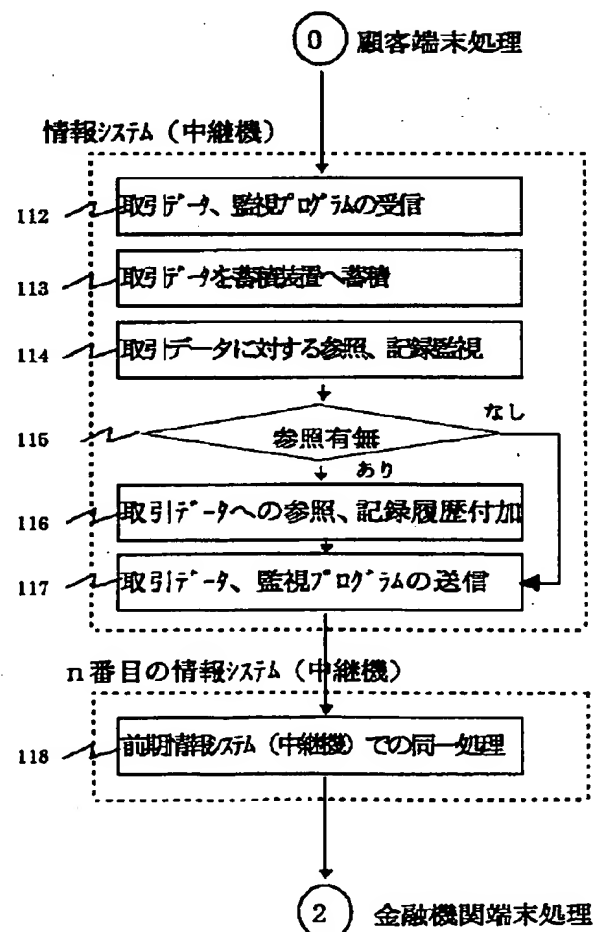 0 顧客端末処理
情報システム（中継機）
112 取引データ、監視プログラムの受信
113 取引データを蓄積装置へ蓄積
114 取引データに対する参照、記録監視
なし
115 参照有無
あり
116 取引データへの参照、記録履歴付加
117 取引データ、監視プログラムの送信
n番目の情報システム（中継機）
118 前期情報システム（中継機）での同一処理
2 金融機関端末処理